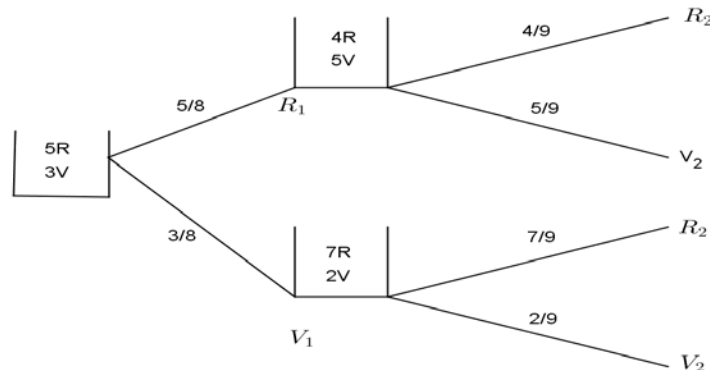 4R
5V
4/9
R₂
5/8
R₁
5/9
V₂
5R
3V
3/8
7R
2V
7/9
R₂
V₁
2/9
V₂